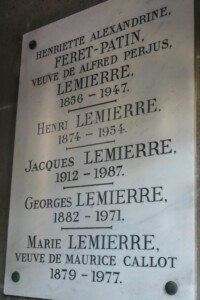 HENRIETTE ALEXANDRINE,
FERET-PATIN,
VEUVE DE ALFRED PERJUS,
LEMIERRE,
1856 - 1947.
HENRI LEMIERRE,
1874 - 1954.
JACQUES LEMIERRE,
1912 - 1987.
GEORGES LEMIERRE,
1882 - 1971.
MARIE LEMIERRE,
VEUVE DE MAURICE CALLOT
1879 - 1977.